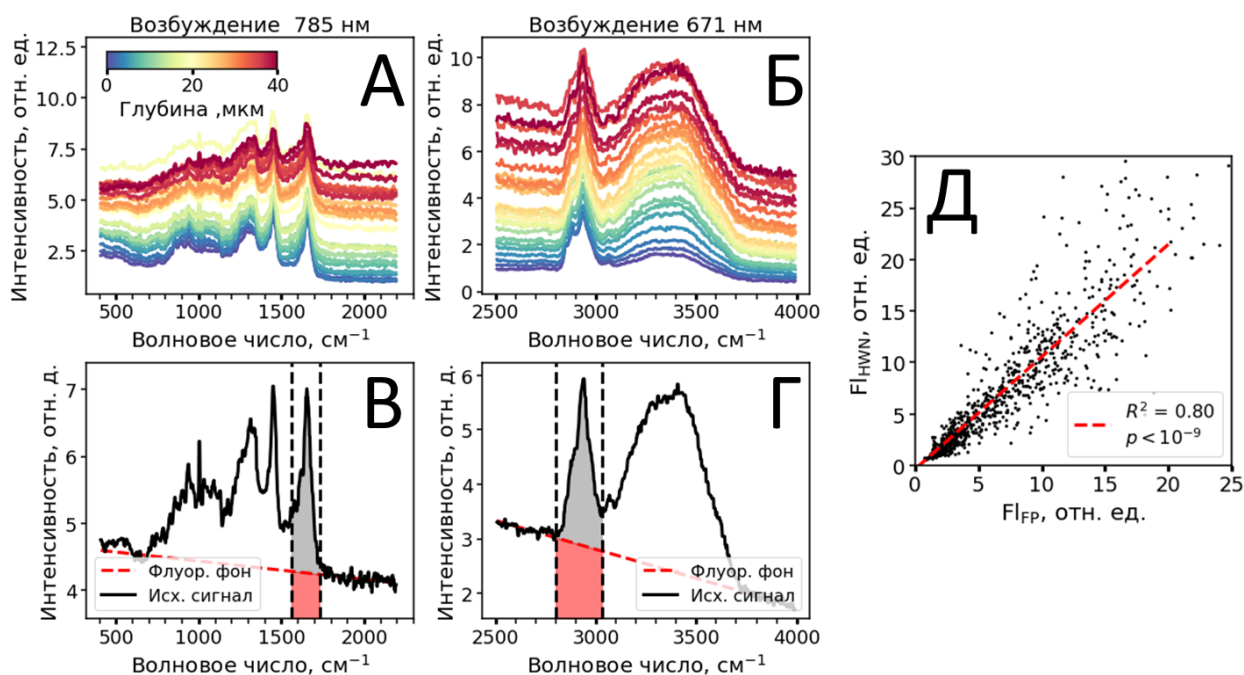 Возбуждение 785 нм
Интенсивность, отн. ед.
12.5
10.0
7.5
5.0
2.5
0 20 40
Глубина ,мкм
А
500 1000 1500 2000
Волновое число, см⁻¹
Возбуждение 671 нм
Интенсивность, отн. ед.
10
8
6
4
2
0
Б
2500 3000 3500 4000
Волновое число, см⁻¹
Интенсивность, отн. д.
7
6
5
4
В
Флуор. фон
Исх. сигнал
500 1000 1500 2000
Волновое число, см⁻¹
Интенсивность, отн. д.
6
5
4
3
2
Г
Флуор. фон
Исх. сигнал
2500 3000 3500 4000
Волновое число, см⁻¹
Fl_HWN, отн. ед.
30
25
20
15
10
5
0
Д
R² = 0.80
p < 10⁻⁹
0 5 10 15 20 25
Fl_FP, отн. ед.